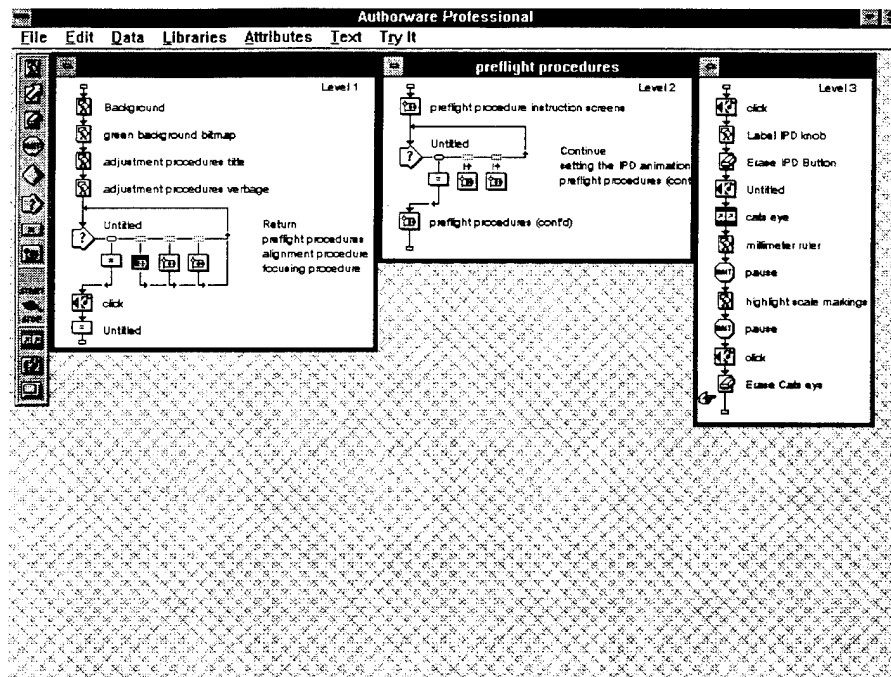 Authorware Professional
File Edit Data Libraries Attributes Text Try It
Level 1
Background
green background bitmap
adjustment procedures title
adjustment procedures verbage
Untitled
Return
preflight procedures
alignment procedure
focusing procedure
click
Untitled
preflight procedures
Level 2
preflight procedure instruction screens
Untitled
Continue
setting the IPD animation
preflight procedures (cont
preflight procedures (cont'd)
Level 3
click
Label IPD knob
Erase IPD Button
Untitled
cats eye
millimeter ruler
pause
highlight scale markings
pause
click
Erase Cats eye
WAIT
WAIT
WAIT